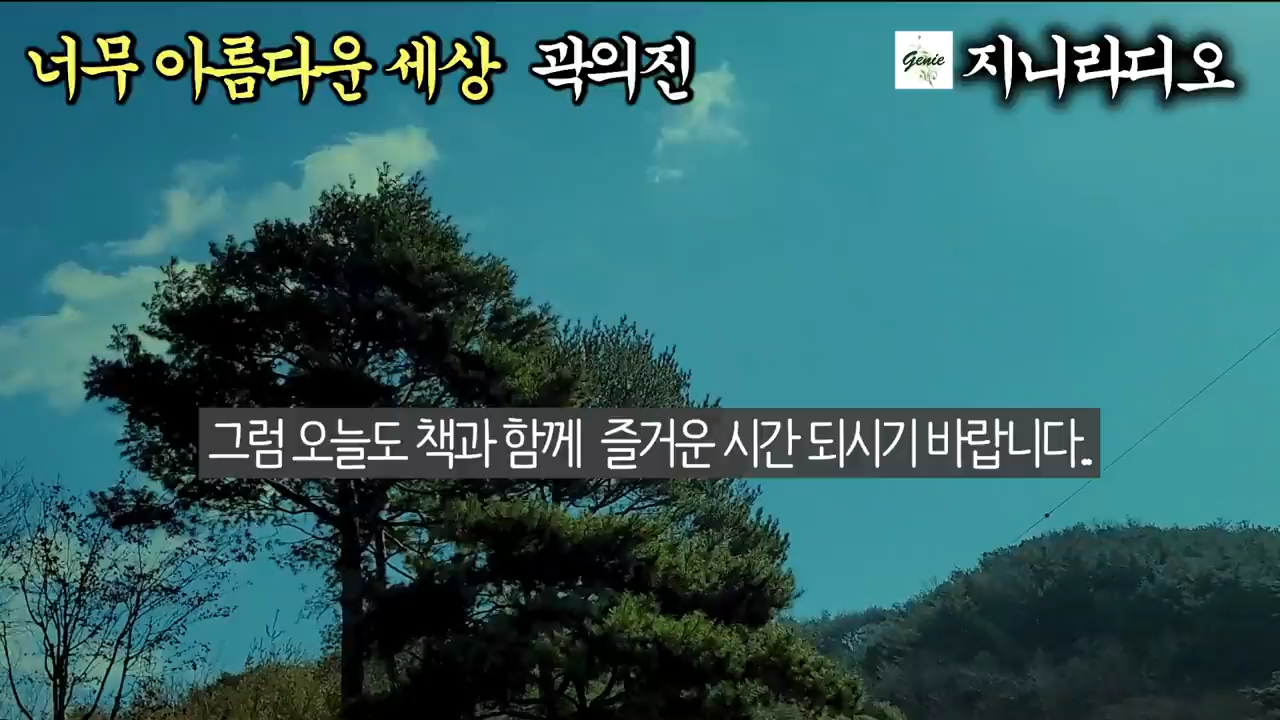 너무 아름다운 세상 곽의진
Genie 지니라디오
그럼 오늘도 책과 함께 즐거운 시간 되시기 바랍니다..